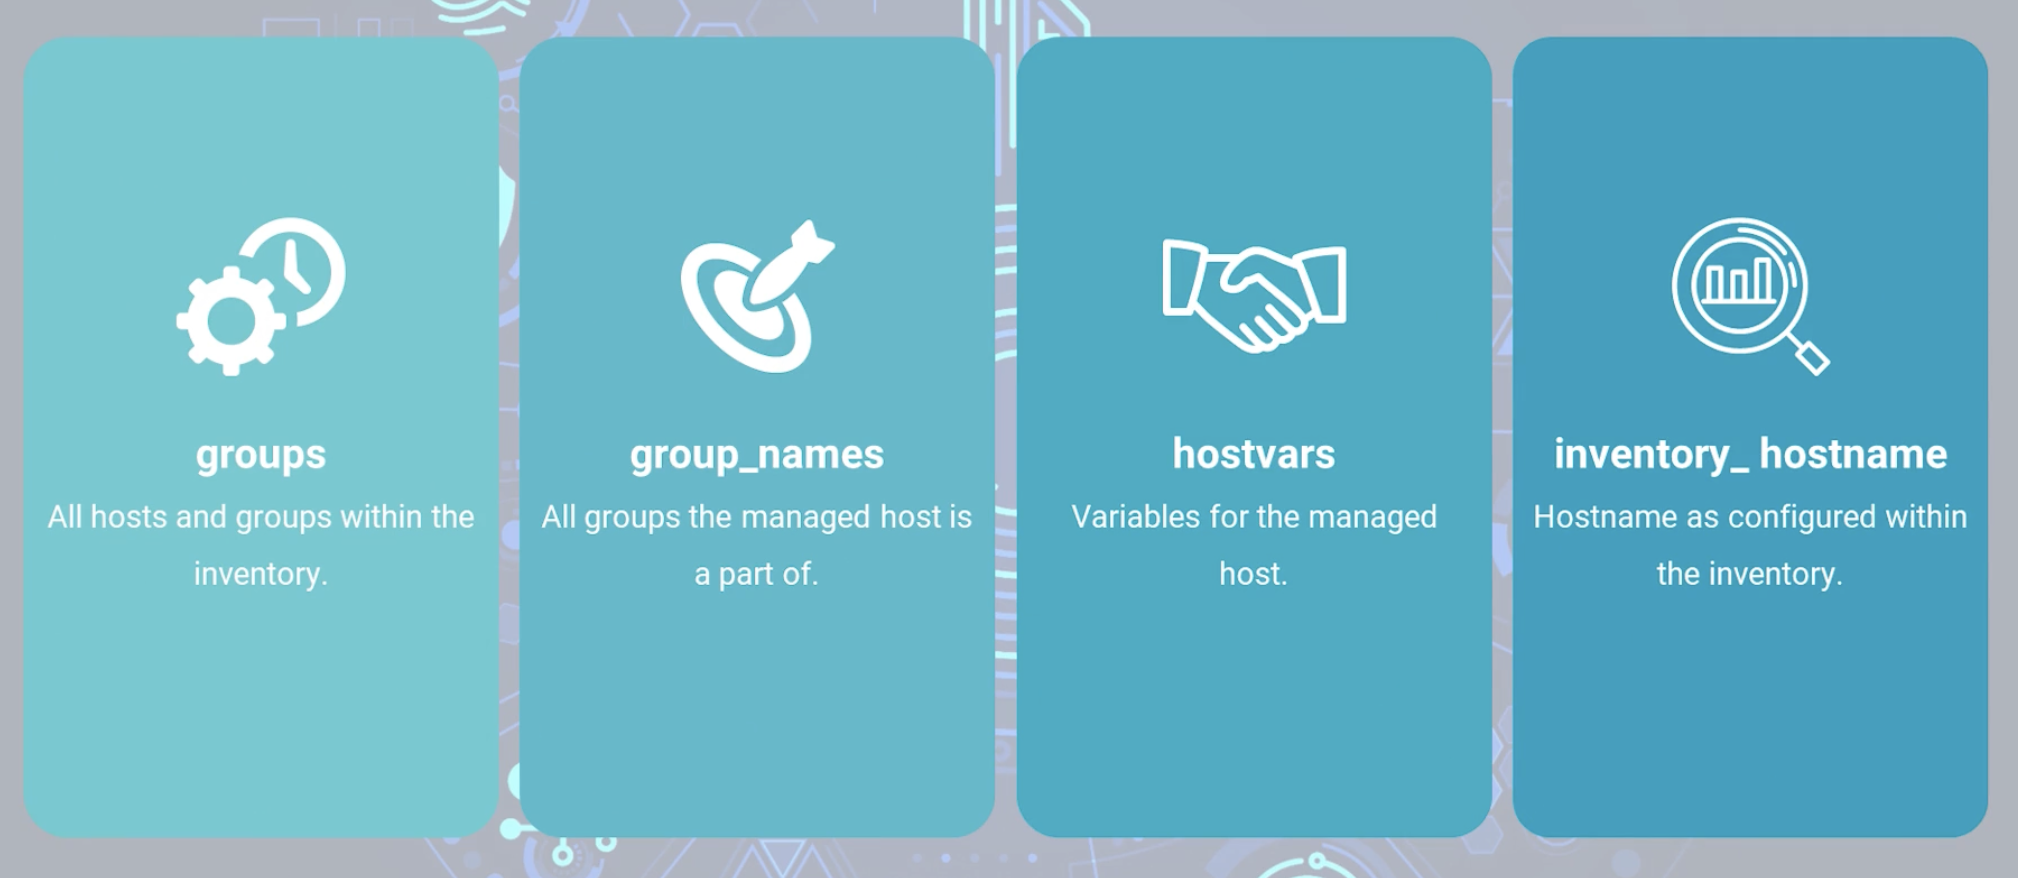 groups
All hosts and groups within the
inventory.
group_names
All groups the managed host is
a part of.
hostvars
Variables for the managed
host.
inventory_ hostname
Hostname as configured within
the inventory.